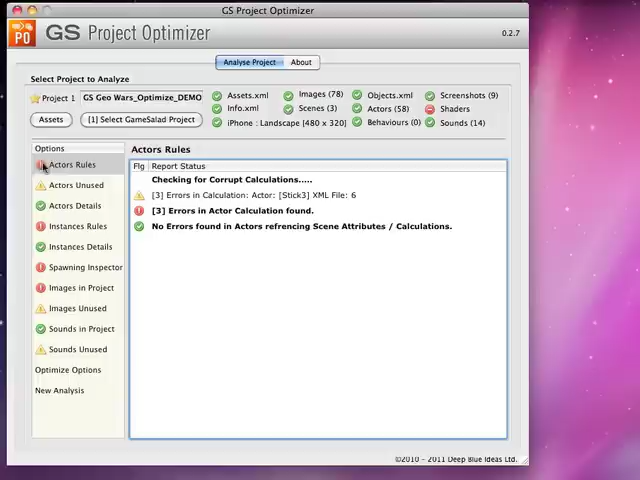 GS Project Optimizer
PO GS Project Optimizer 0.2.7
Analyse Project About
Select Project to Analyze
Project 1 GS Geo Wars_Optimize_DEMO
Assets [1] Select GameSalad Project
Assets.xml Images (78) Objects.xml Screenshots (9)
Info.xml Scenes (3) Actors (58) Shaders
iPhone : Landscape [480 x 320] Behaviours (0) Sounds (14)
Options
Actors Rules
Actors Unused
Actors Details
Instances Rules
Instances Details
Spawning Inspector
Images in Project
Images Unused
Sounds in Project
Sounds Unused
Optimize Options
New Analysis
Actors Rules
Flg Report Status
Checking for Corrupt Calculations.....
[3] Errors in Calculation: Actor: [Stick3] XML File: 6
[3] Errors in Actor Calculation found.
No Errors found in Actors refrencing Scene Attributes / Calculations.
©2010 - 2011 Deep Blue Ideas Ltd.